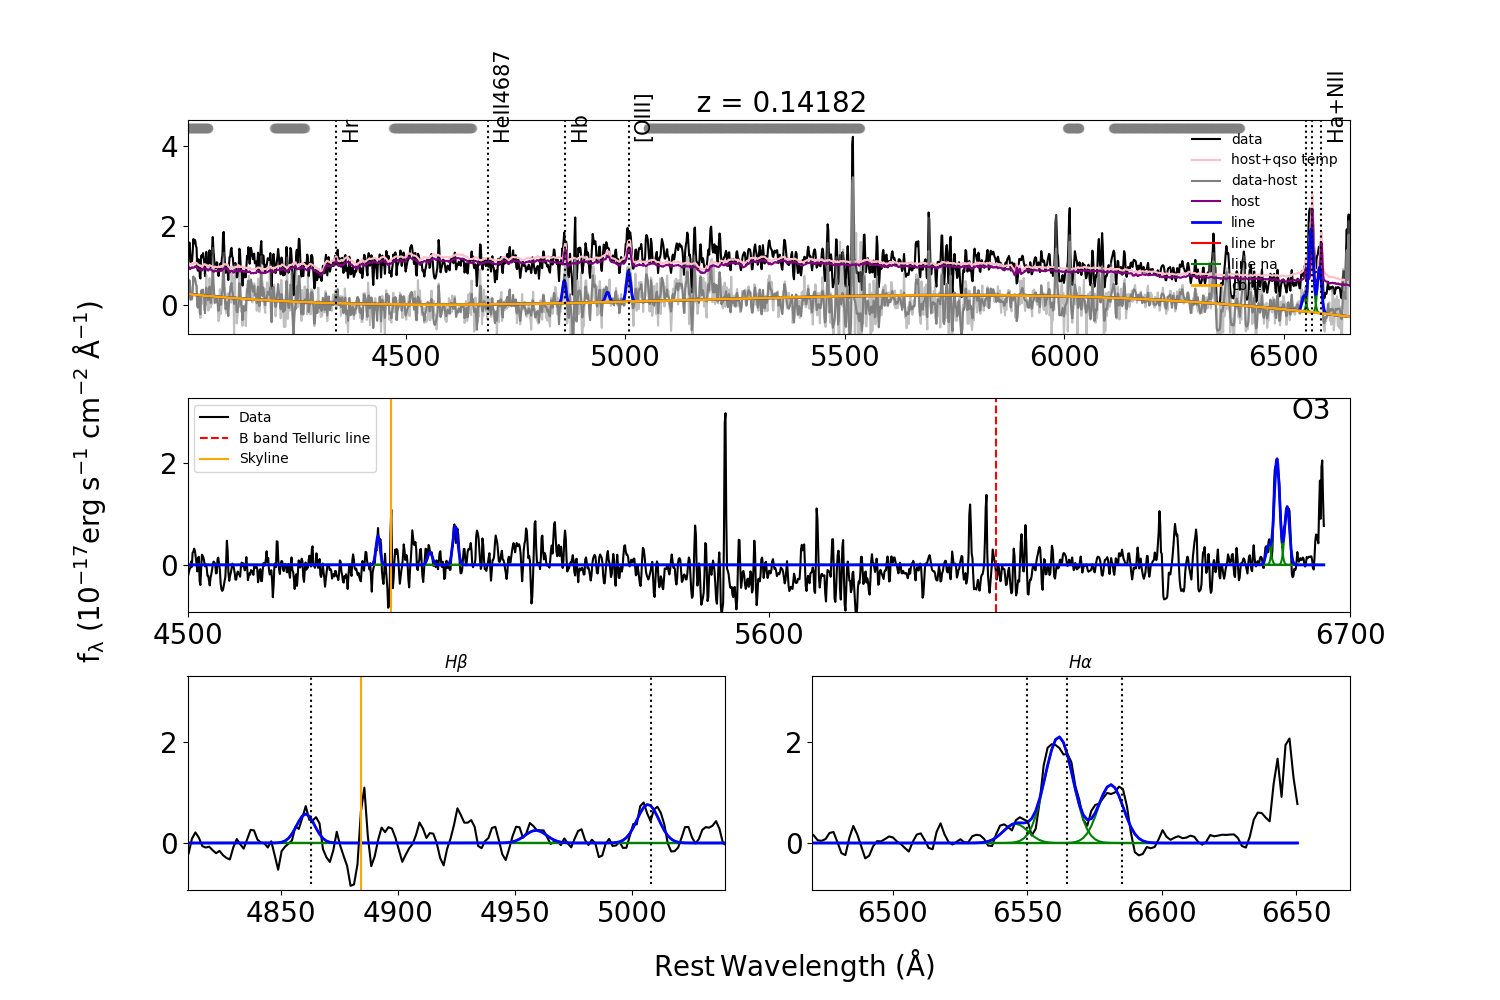 z = 0.14182
Hr
HeII4687
Hb
[OIII]
Ha+NII
data
host+qso temp
data-host
host
line
line br
line na
4
2
0
4500 5000 5500 6000 6500
fλ (10⁻¹⁷erg s⁻¹ cm⁻² Å⁻¹)
Data
B band Telluric line
Skyline
O3
2
0
4500 5600 6700
Hβ
2
0
4850 4900 4950 5000
Hα
2
0
6500 6550 6600 6650
Rest Wavelength (Å)